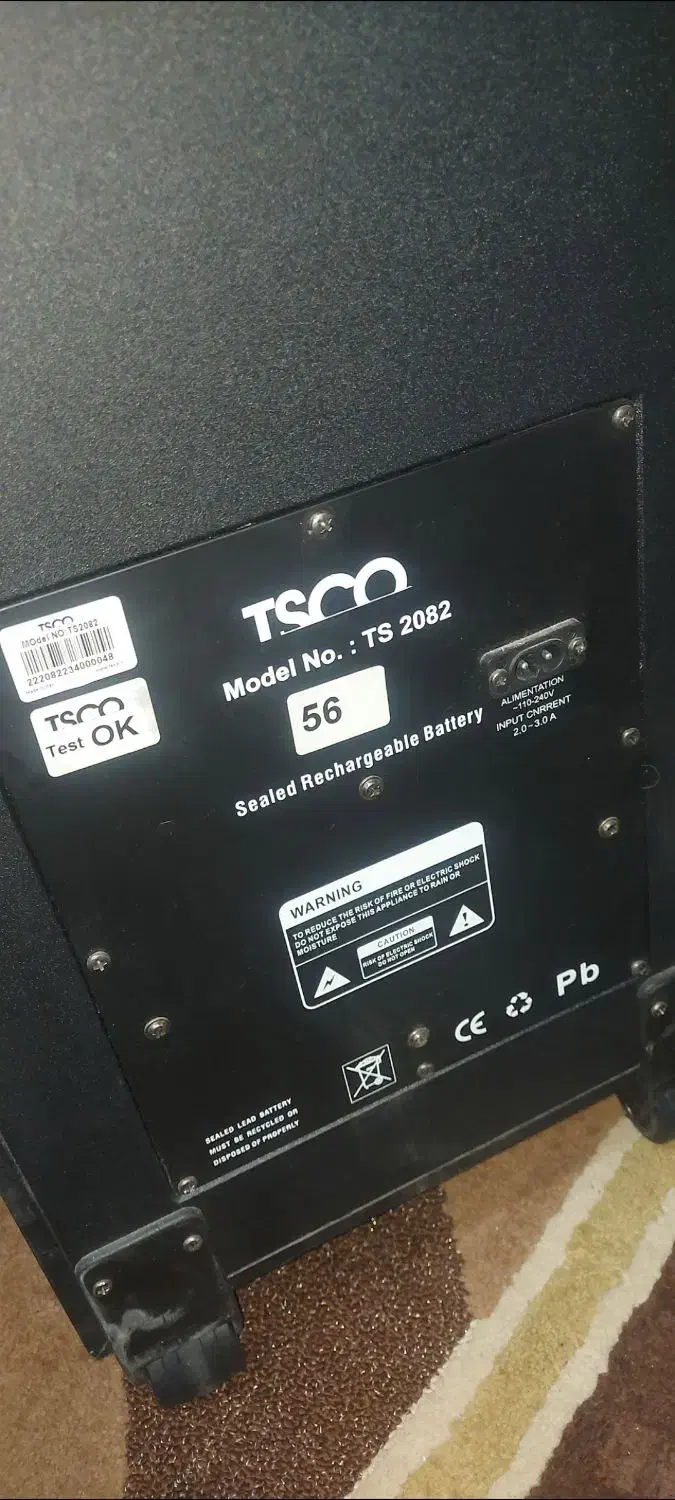 TSCO
MOdel NO:TS2082
222082234000048
TSCO
Test OK
TSCO
Model No. : TS 2082
56
Sealed Rechargeable Battery
ALIMENTATION
~110-240V
INPUT CNRRENT
2.0~3.0 A
WARNING
TO REDUCE THE RISK OF FIRE OR ELECTRIC SHOCK
DO NOT EXPOSE THIS APPLIANCE TO RAIN OR
MOISTURE
CAUTION
RISK OF ELECTRIC SHOCK
DO NOT OPEN
CE
Pb
SEALED LEAD BATTERY
MUST BE RECYCLED OR
DISPOSED OF PROPERLY